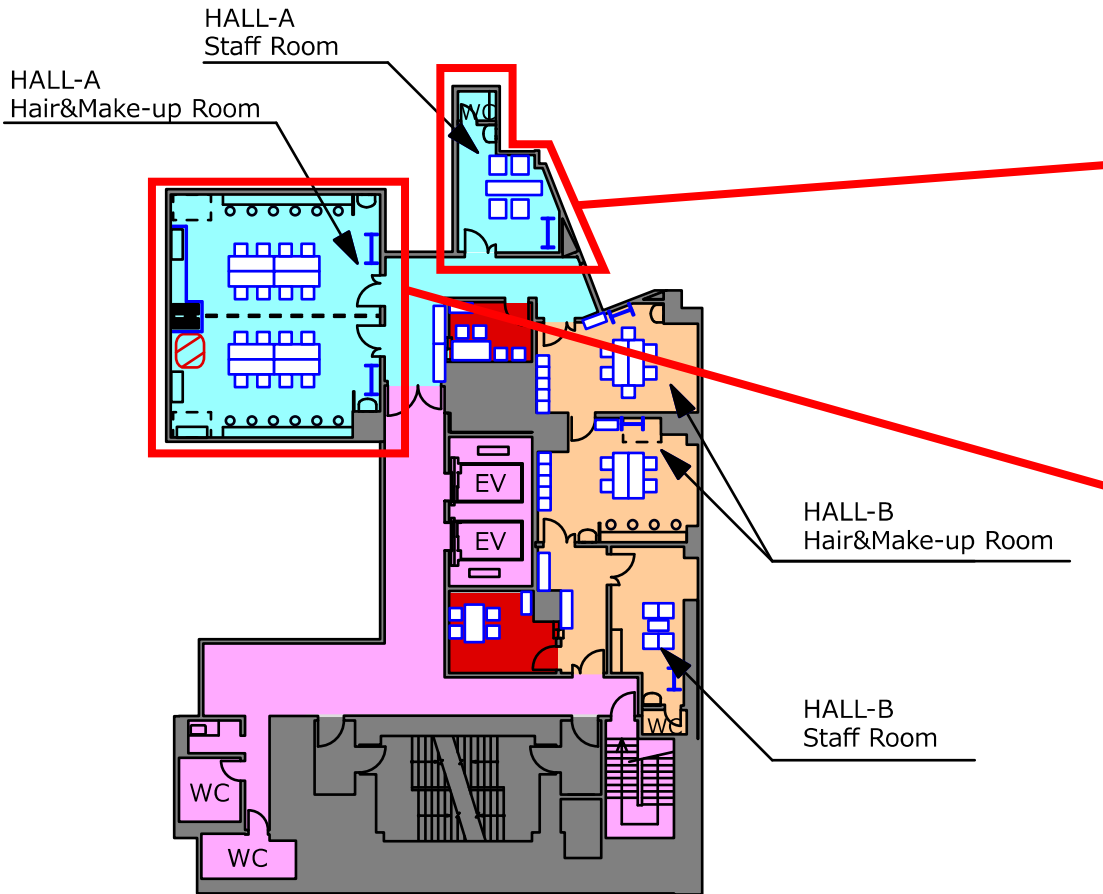 HALL-A
Staff Room
HALL-A
Hair&Make-up Room
WC
EV
EV
HALL-B
Hair&Make-up Room
HALL-B
Staff Room
WC
WC
WC